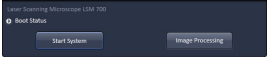 Laser Scanning Microscope LSM 700
Boot Status
Start System
Image Processing